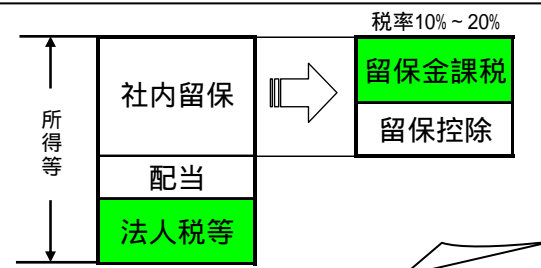 税率10%~20%
社内留保
留保金課税
留保控除
所得等
配当
法人税等